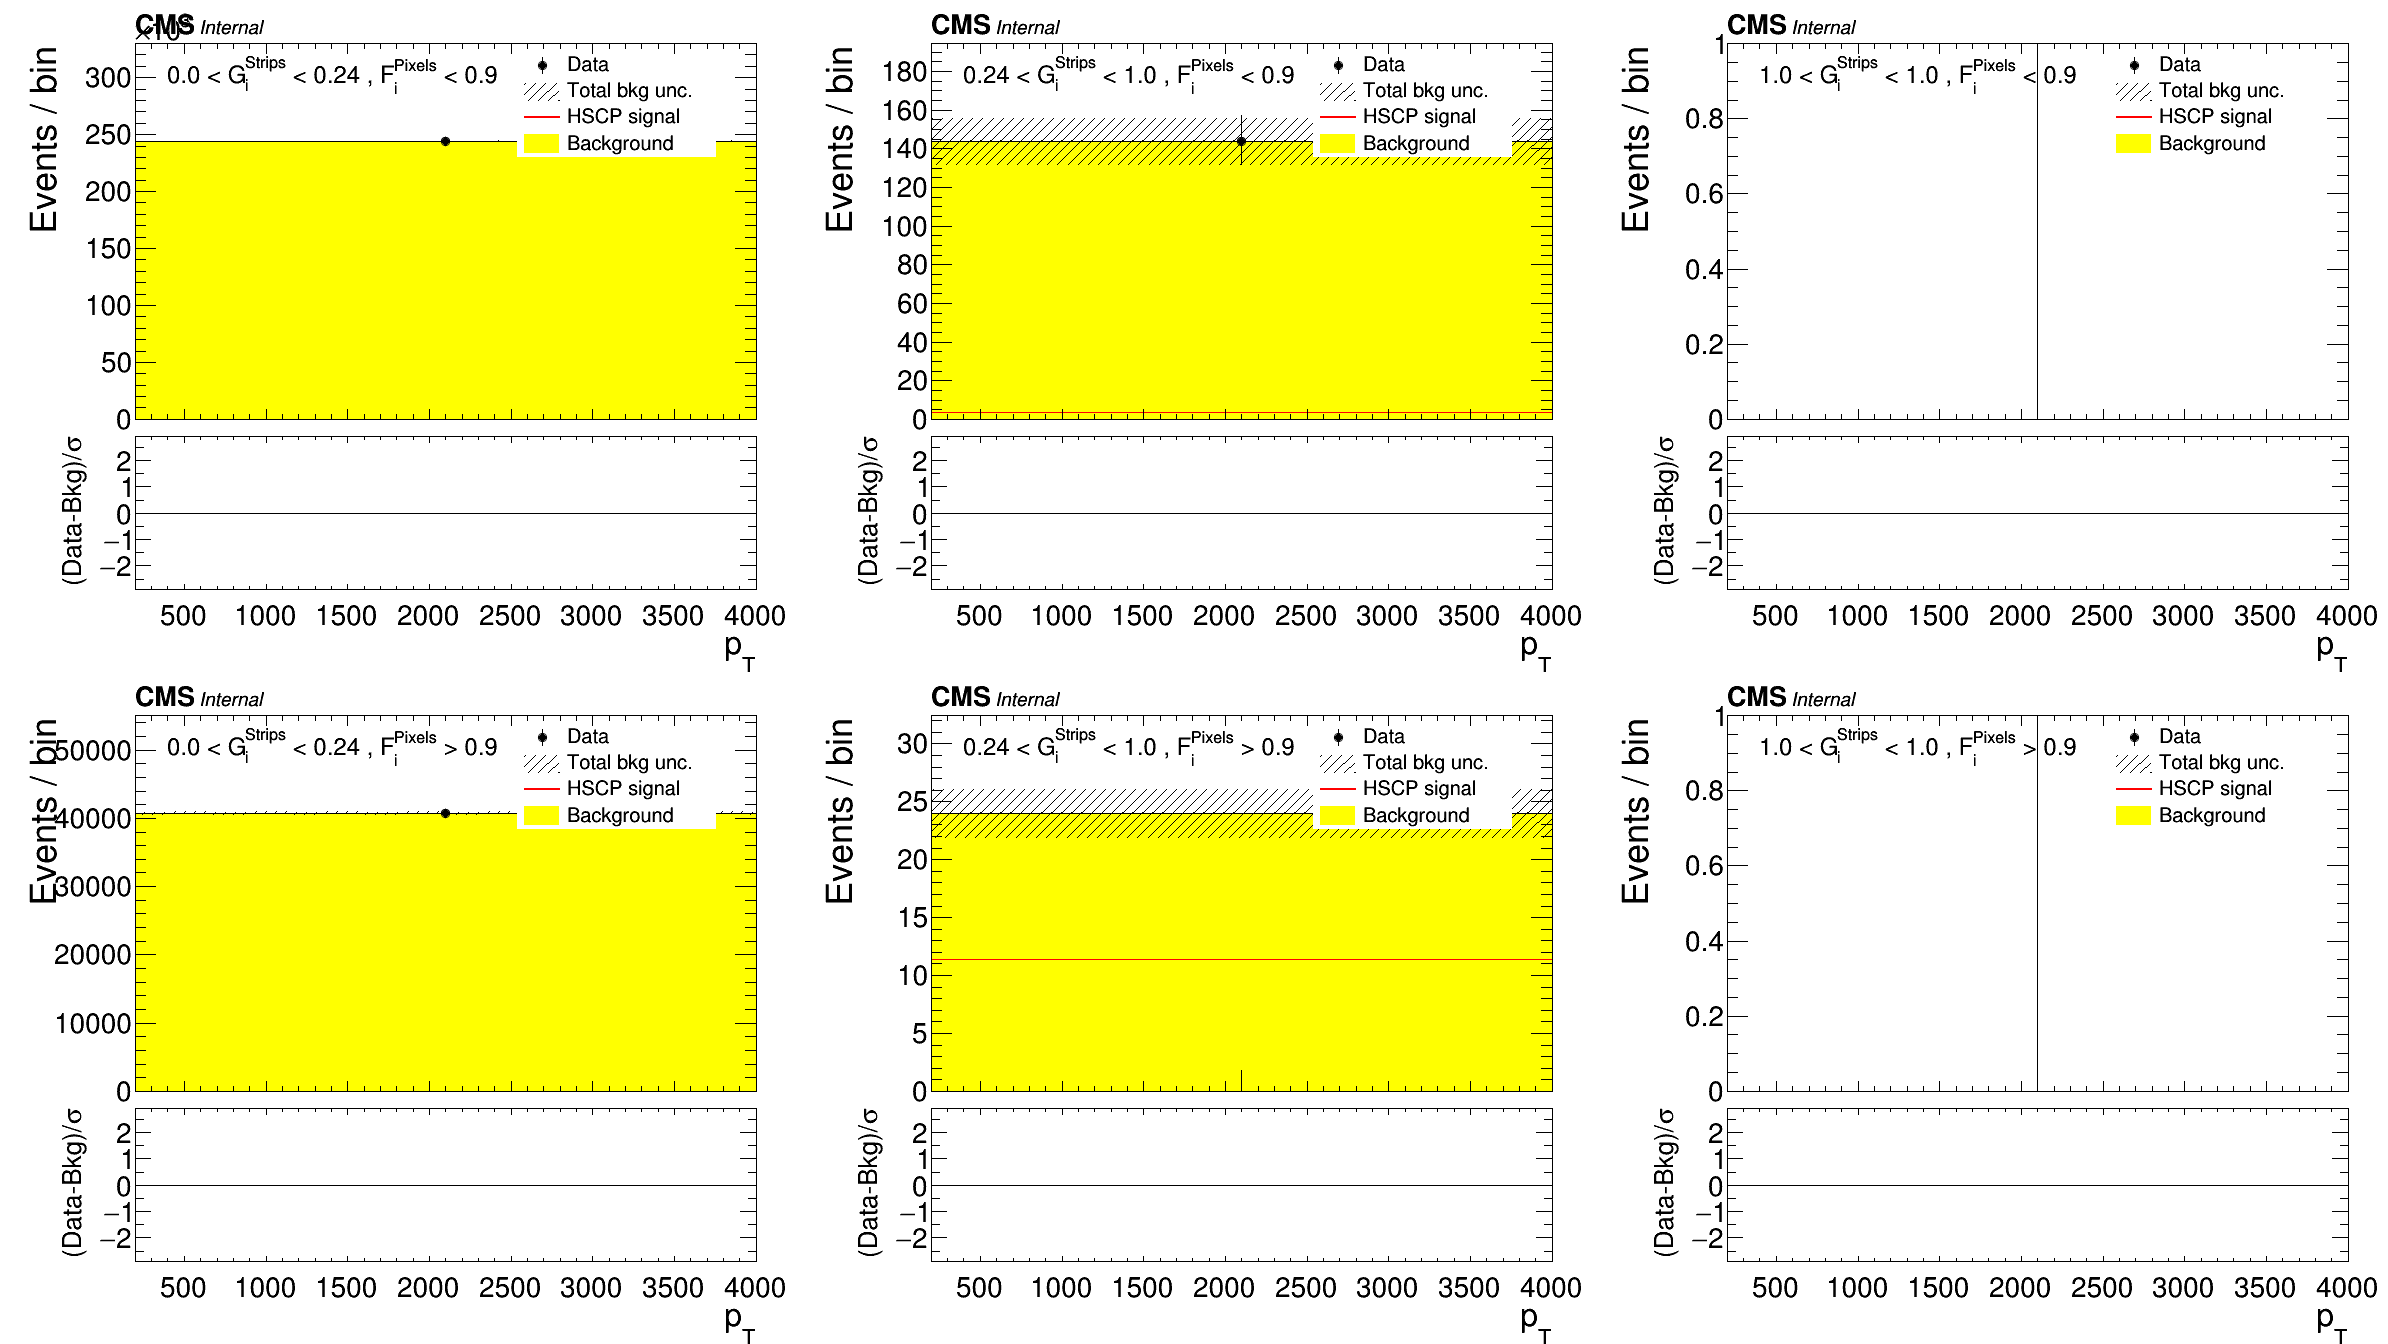 CMS Internal
×10³
Events / bin
0.0 < G_i^Strips < 0.24 , F_i^Pixels < 0.9
Data
Total bkg unc.
HSCP signal
Background
300
250
200
150
100
50
0
(Data-Bkg)/σ
2
1
0
−1
−2
500 1000 1500 2000 2500 3000 3500 4000
p_T
CMS Internal
Events / bin
0.24 < G_i^Strips < 1.0 , F_i^Pixels < 0.9
Data
Total bkg unc.
HSCP signal
Background
180
160
140
120
100
80
60
40
20
0
(Data-Bkg)/σ
2
1
0
−1
−2
500 1000 1500 2000 2500 3000 3500 4000
p_T
CMS Internal
Events / bin
1.0 < G_i^Strips < 1.0 , F_i^Pixels < 0.9
Data
Total bkg unc.
HSCP signal
Background
1
0.8
0.6
0.4
0.2
0
(Data-Bkg)/σ
2
1
0
−1
−2
500 1000 1500 2000 2500 3000 3500 4000
p_T
CMS Internal
Events / bin
0.0 < G_i^Strips < 0.24 , F_i^Pixels > 0.9
Data
Total bkg unc.
HSCP signal
Background
50000
40000
30000
20000
10000
0
(Data-Bkg)/σ
2
1
0
−1
−2
500 1000 1500 2000 2500 3000 3500 4000
p_T
CMS Internal
Events / bin
0.24 < G_i^Strips < 1.0 , F_i^Pixels > 0.9
Data
Total bkg unc.
HSCP signal
Background
30
25
20
15
10
5
0
(Data-Bkg)/σ
2
1
0
−1
−2
500 1000 1500 2000 2500 3000 3500 4000
p_T
CMS Internal
Events / bin
1.0 < G_i^Strips < 1.0 , F_i^Pixels > 0.9
Data
Total bkg unc.
HSCP signal
Background
1
0.8
0.6
0.4
0.2
0
(Data-Bkg)/σ
2
1
0
−1
−2
500 1000 1500 2000 2500 3000 3500 4000
p_T